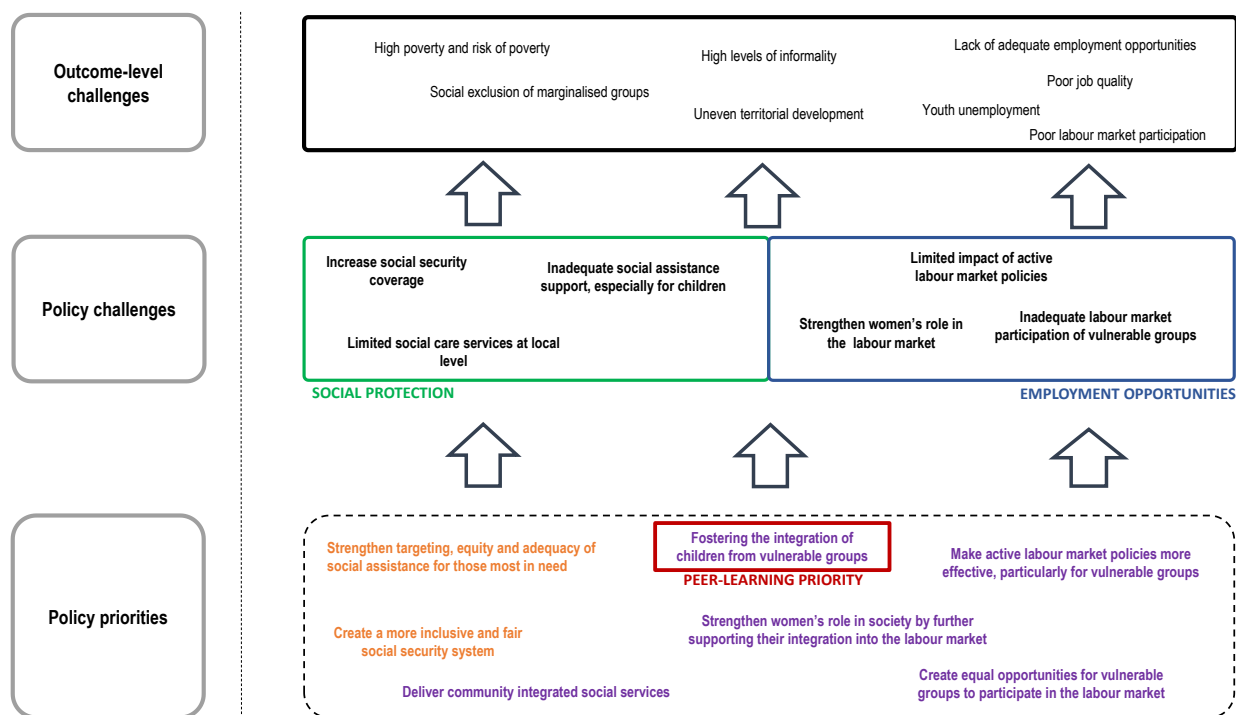 Outcome-level
challenges
High poverty and risk of poverty
Social exclusion of marginalised groups
High levels of informality
Uneven territorial development
Lack of adequate employment opportunities
Poor job quality
Youth unemployment
Poor labour market participation
Policy challenges
Increase social security
coverage
Inadequate social assistance
support, especially for children
Limited social care services at local
level
Limited impact of active
labour market policies
Strengthen women’s role in
the labour market
Inadequate labour market
participation of vulnerable groups
SOCIAL PROTECTION
EMPLOYMENT OPPORTUNITIES
Policy priorities
Strengthen targeting, equity and adequacy of
social assistance for those most in need
Fostering the integration of
children from vulnerable groups
PEER-LEARNING PRIORITY
Make active labour market policies more
effective, particularly for vulnerable groups
Create a more inclusive and fair
social security system
Strengthen women’s role in society by further
supporting their integration into the labour market
Deliver community integrated social services
Create equal opportunities for vulnerable
groups to participate in the labour market